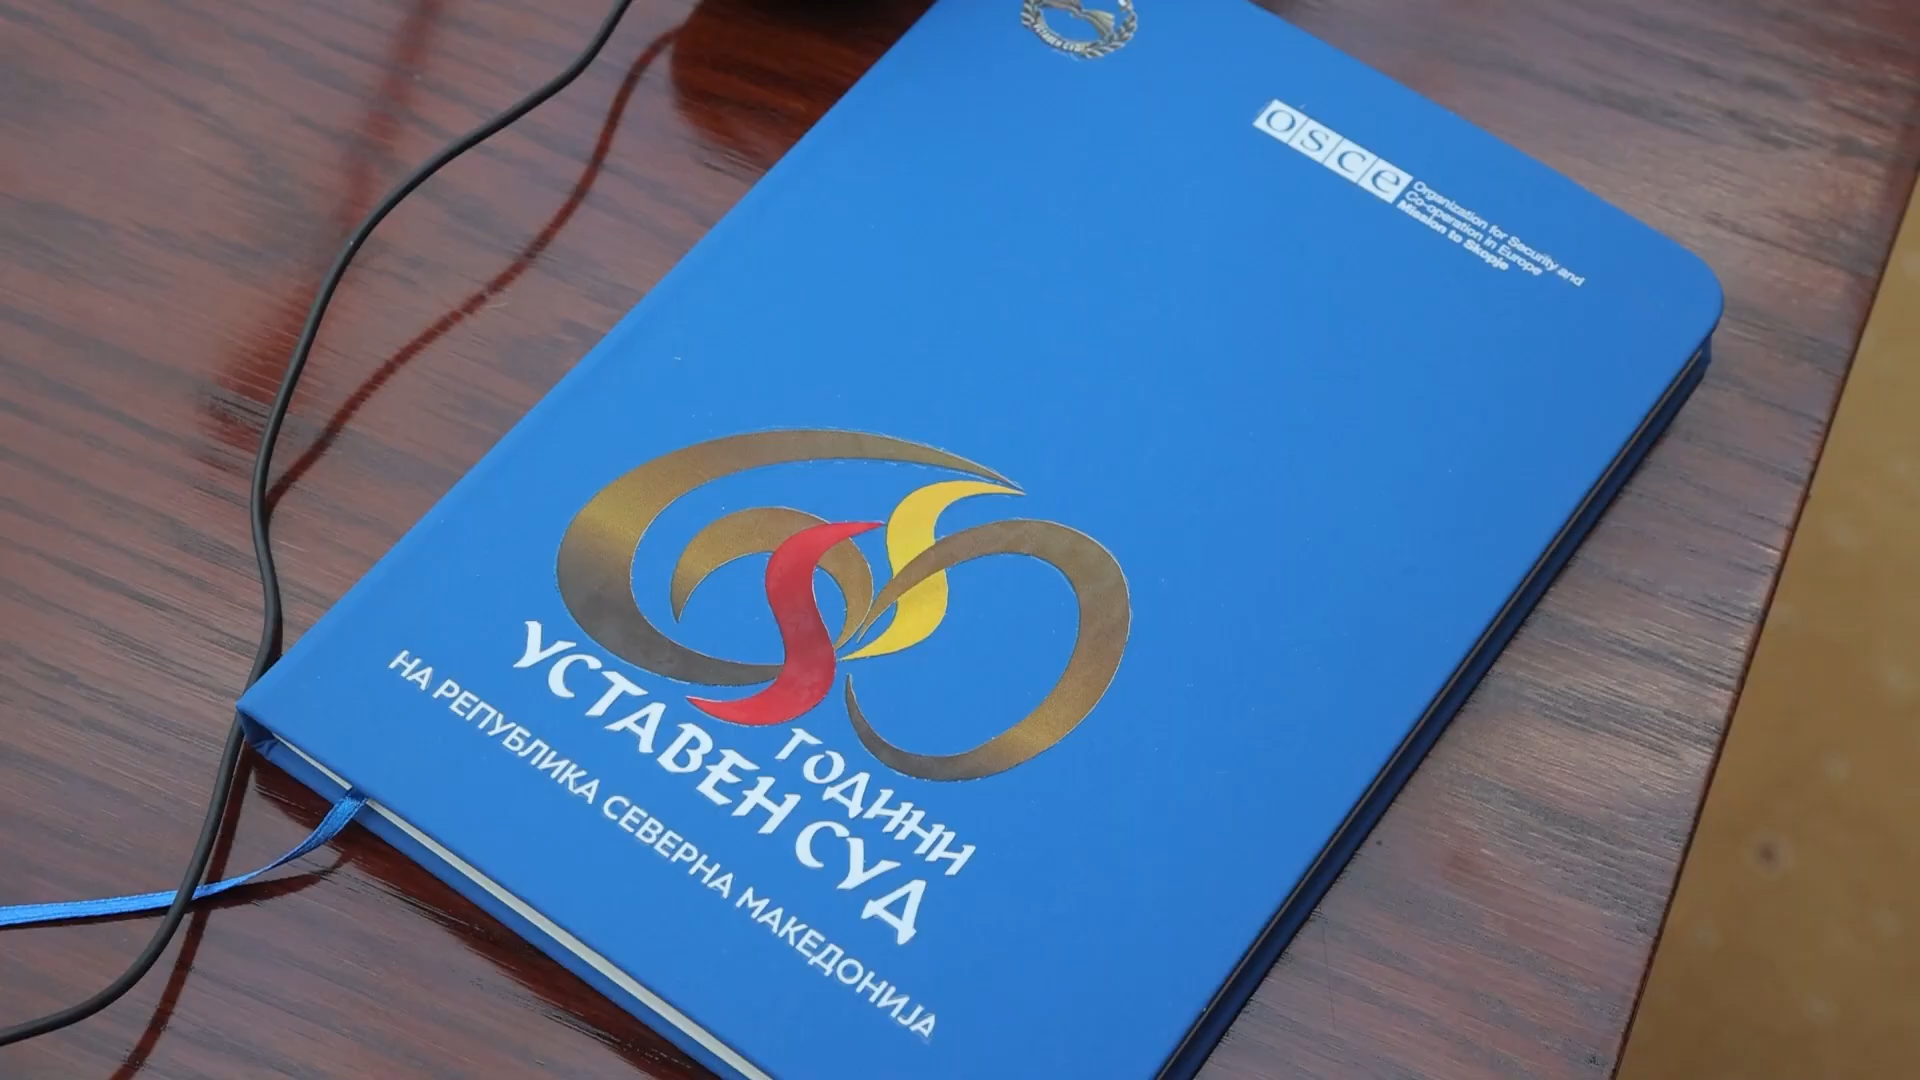 OSCE
Organization for Security and
Co-operation in Europe
Mission to Skopje
60
ГОДИНИ
УСТАВЕН СУД
НА РЕПУБЛИКА СЕВЕРНА МАКЕДОНИЈА